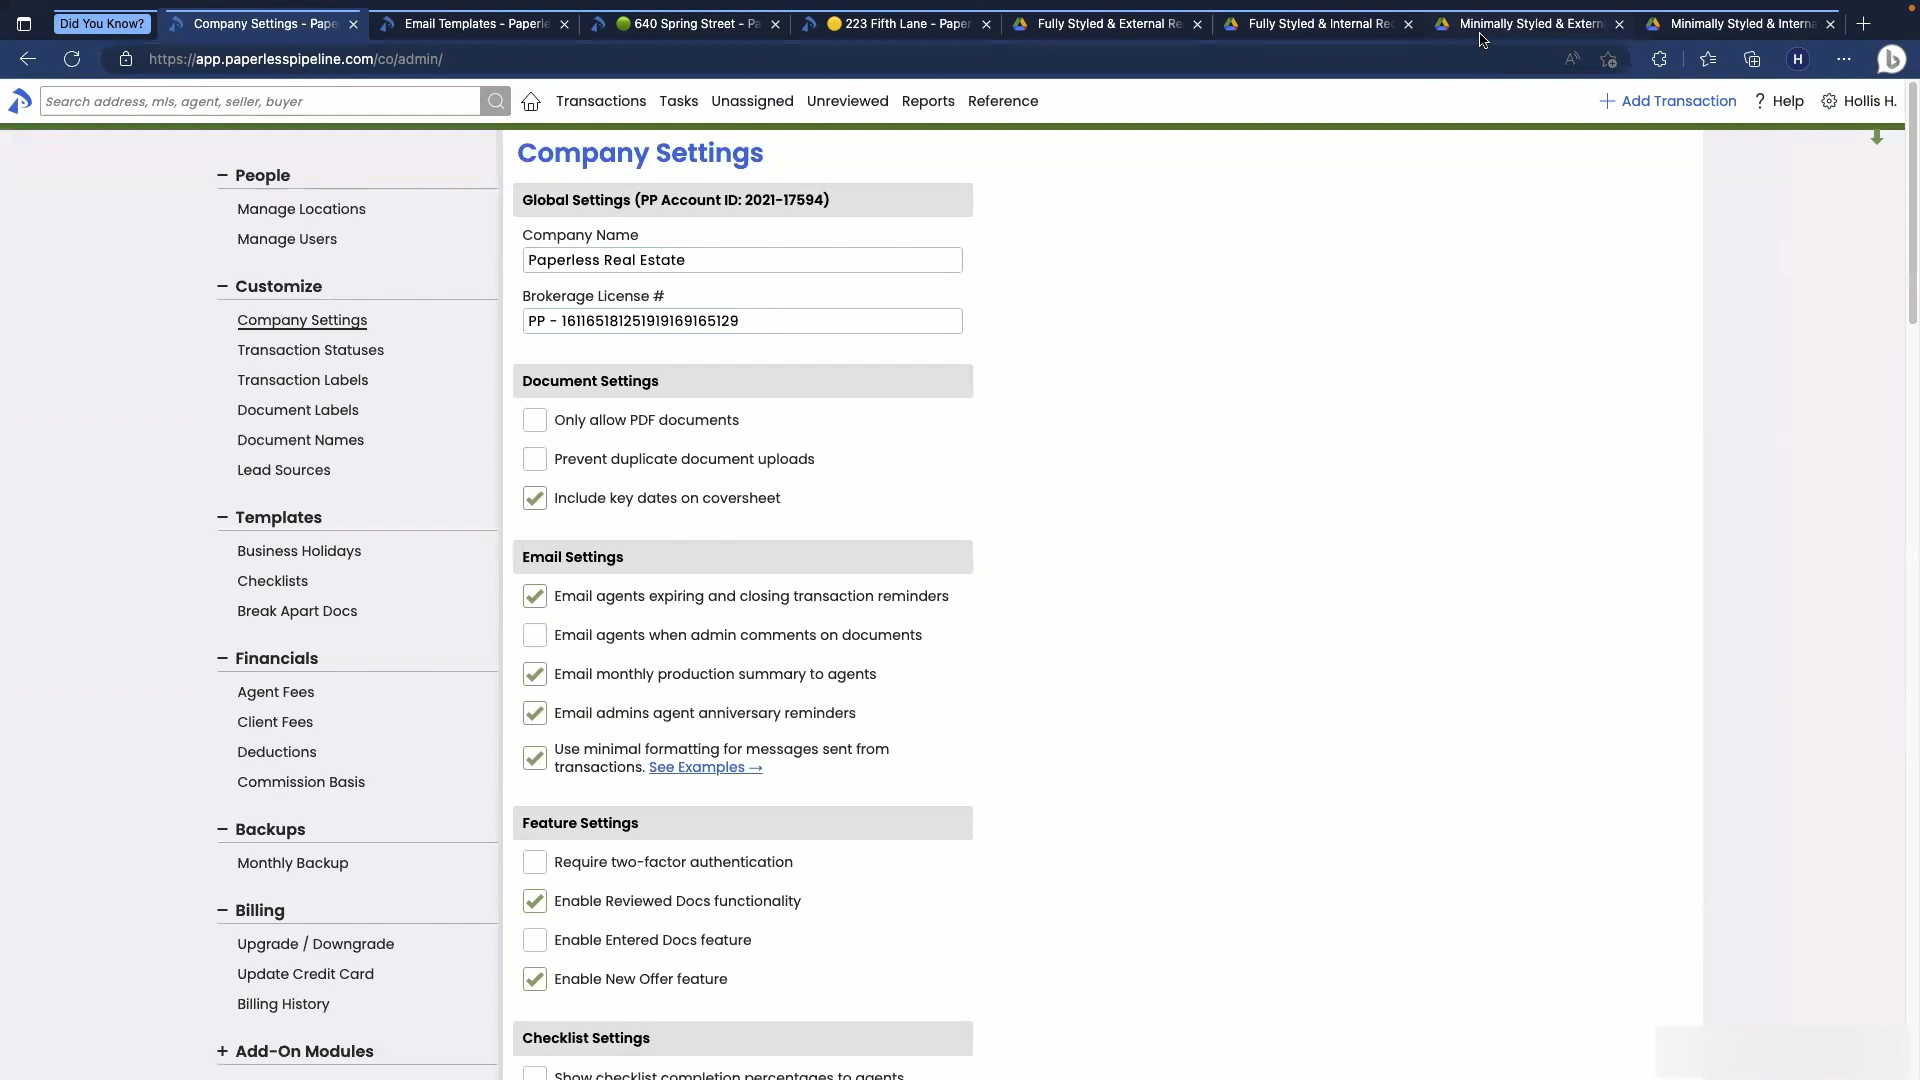 Did You Know?
Company Settings - Pape
Email Templates - Paperle
640 Spring Street - Pa
223 Fifth Lane - Paper
Fully Styled & External Re
Fully Styled & Internal Rec
Minimally Styled & Extern
Minimally Styled & Interna
https://app.paperlesspipeline.com/co/admin/
H
Search address, mls, agent, seller, buyer
Transactions
Tasks
Unassigned
Unreviewed
Reports
Reference
Add Transaction
? Help
Hollis H.
People
Manage Locations
Manage Users
Customize
Company Settings
Transaction Statuses
Transaction Labels
Document Labels
Document Names
Lead Sources
Templates
Business Holidays
Checklists
Break Apart Docs
Financials
Agent Fees
Client Fees
Deductions
Commission Basis
Backups
Monthly Backup
Billing
Upgrade / Downgrade
Update Credit Card
Billing History
+ Add-On Modules
Company Settings
Global Settings (PP Account ID: 2021-17594)
Company Name
Paperless Real Estate
Brokerage License #
PP - 161165181251919169165129
Document Settings
Only allow PDF documents
Prevent duplicate document uploads
Include key dates on coversheet
Email Settings
Email agents expiring and closing transaction reminders
Email agents when admin comments on documents
Email monthly production summary to agents
Email admins agent anniversary reminders
Use minimal formatting for messages sent from
transactions. See Examples →
Feature Settings
Require two-factor authentication
Enable Reviewed Docs functionality
Enable Entered Docs feature
Enable New Offer feature
Checklist Settings
Show checklist completion percentages to agents